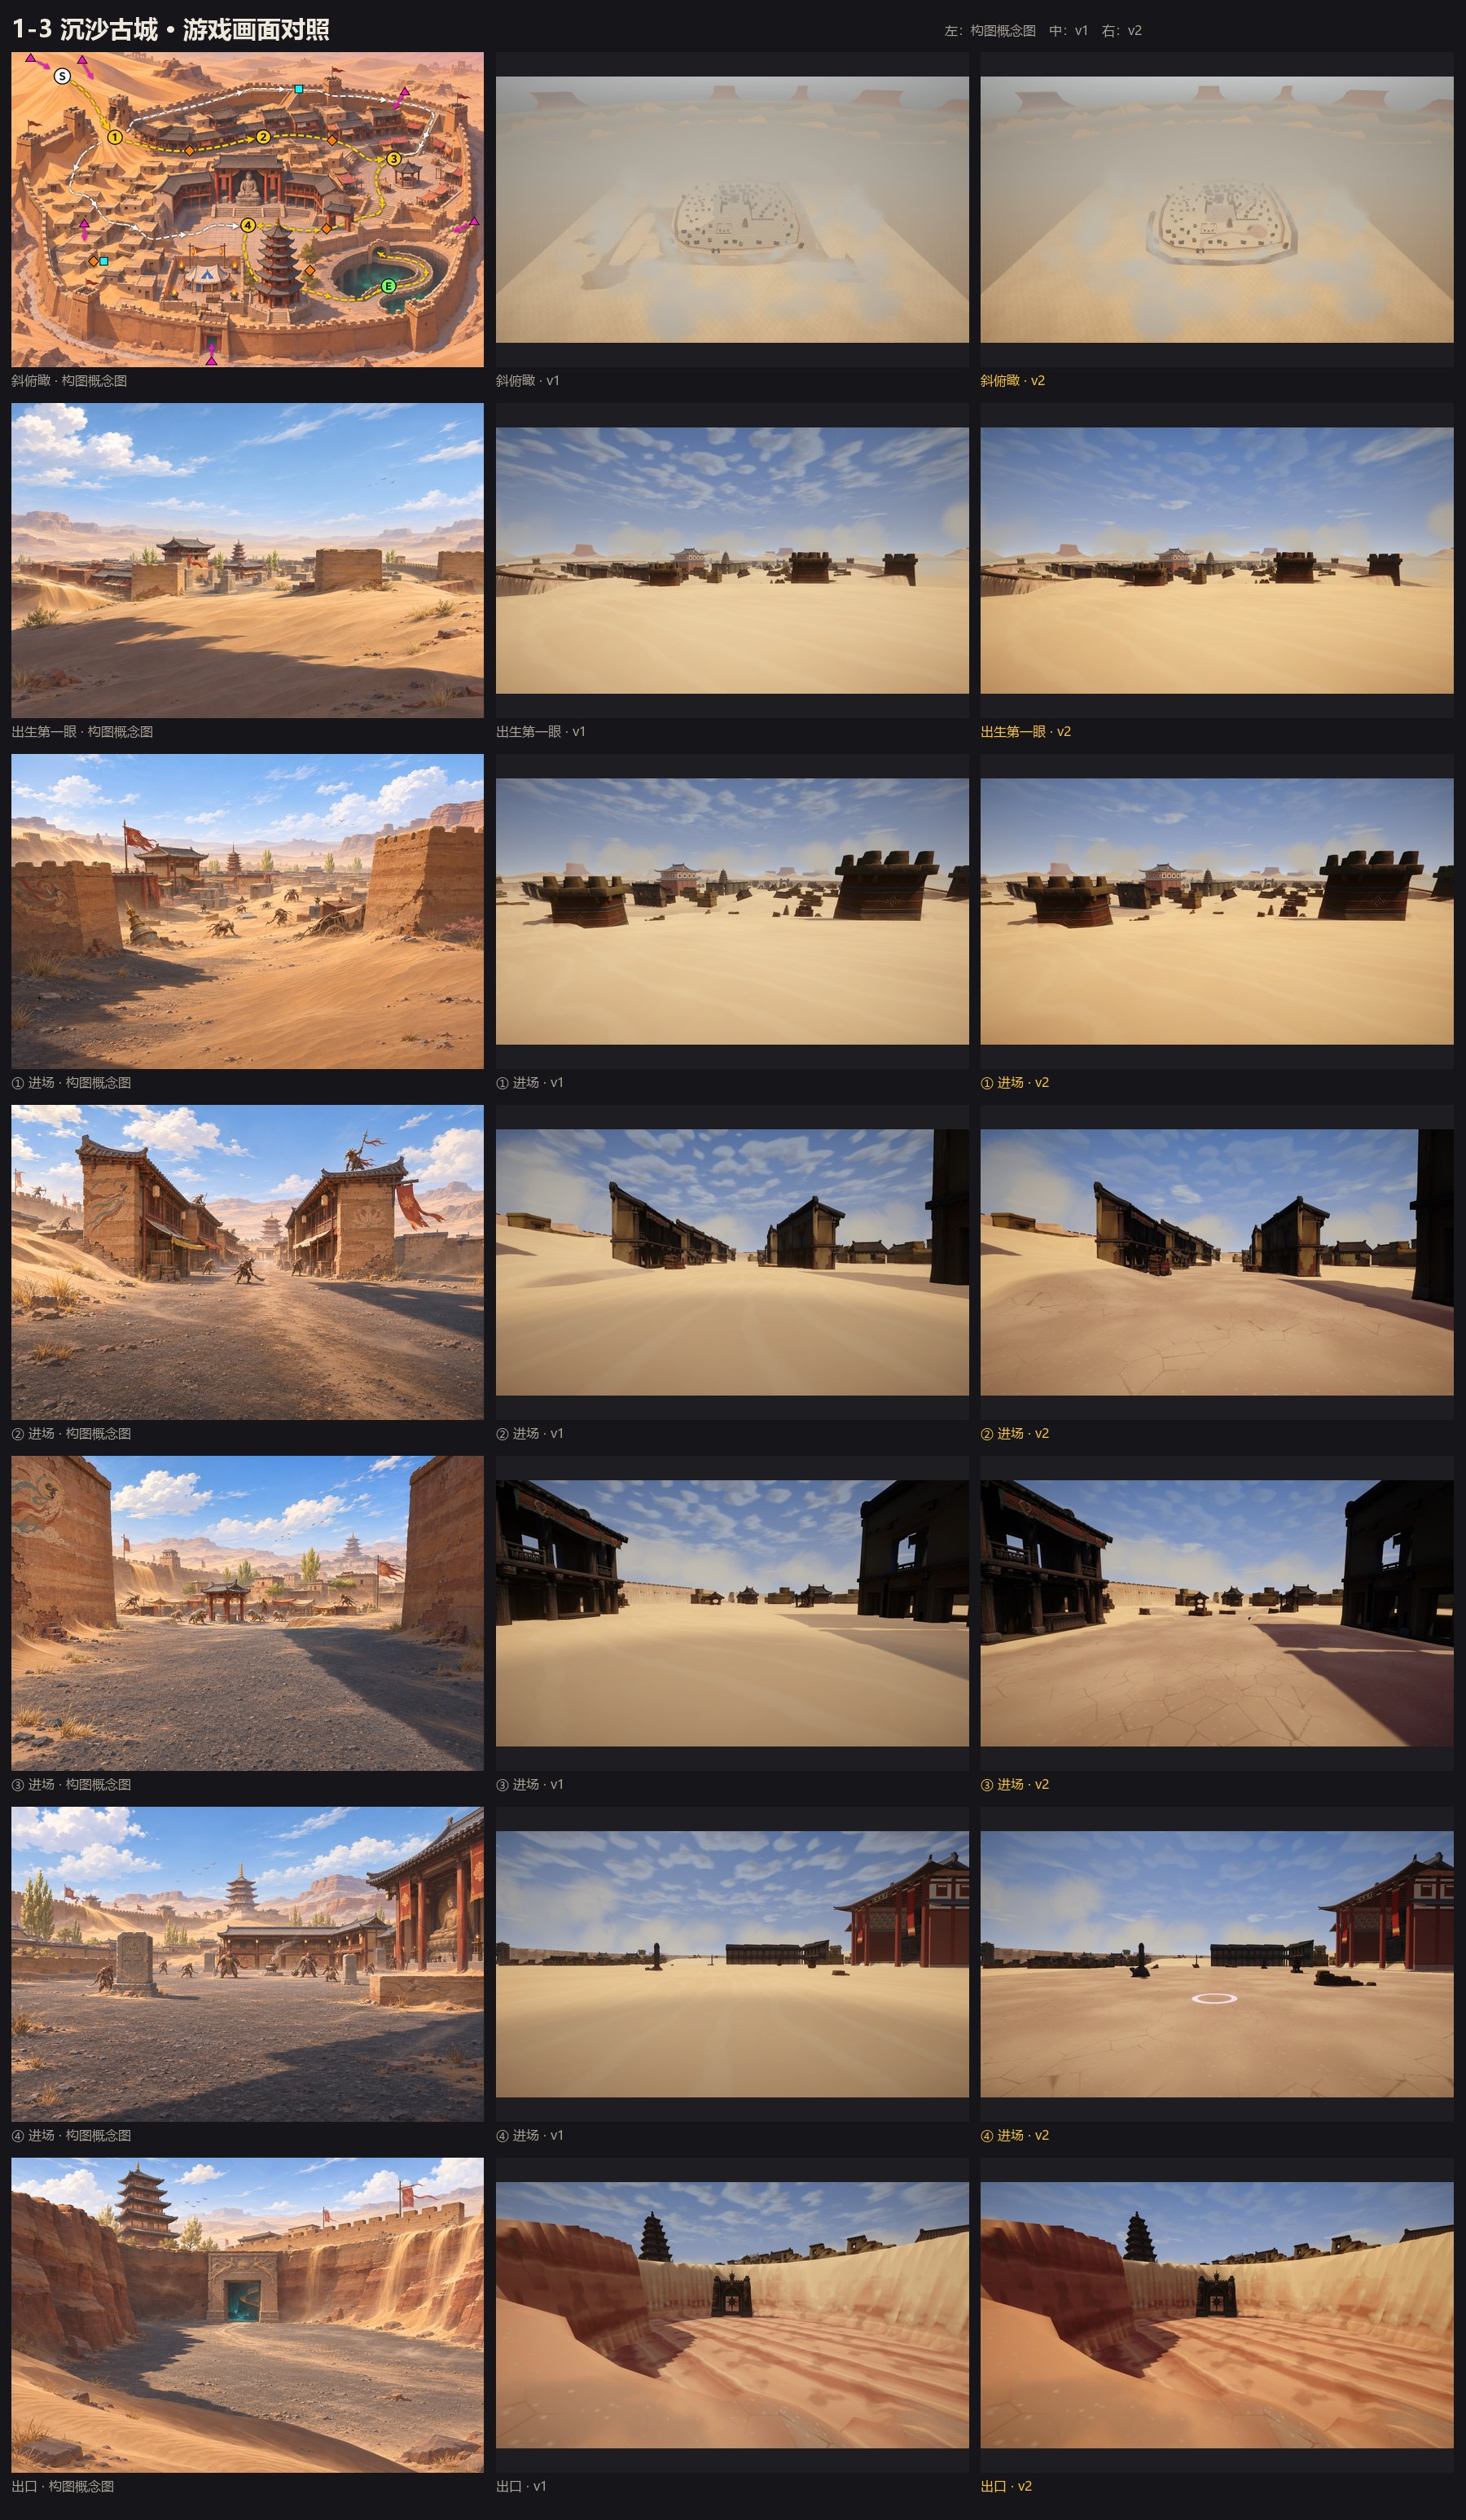 1-3 沉沙古城 • 游戏画面对照
左：构图概念图 中：v1 右：v2
S
1
2
3
4
E
斜俯瞰 · 构图概念图
斜俯瞰 · v1
斜俯瞰 · v2
出生第一眼 · 构图概念图
出生第一眼 · v1
出生第一眼 · v2
① 进场 · 构图概念图
① 进场 · v1
① 进场 · v2
② 进场 · 构图概念图
② 进场 · v1
② 进场 · v2
③ 进场 · 构图概念图
③ 进场 · v1
③ 进场 · v2
④ 进场 · 构图概念图
④ 进场 · v1
④ 进场 · v2
出口 · 构图概念图
出口 · v1
出口 · v2